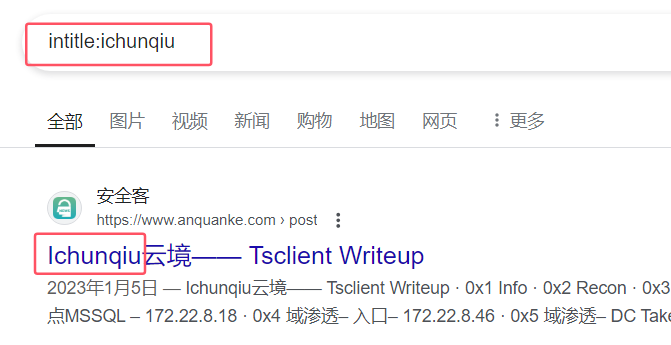 intitle:ichunqiu
全部 图片 视频 新闻 购物 地图 网页 更多
安全客
https://www.anquanke.com › post
Ichunqiu云境—— Tsclient Writeup
2023年1月5日 — Ichunqiu云境—— Tsclient Writeup · 0x1 Info · 0x2 Recon · 0x3
点MSSQL – 172.22.8.18 · 0x4 域渗透– 入口– 172.22.8.46 · 0x5 域渗透– DC Take